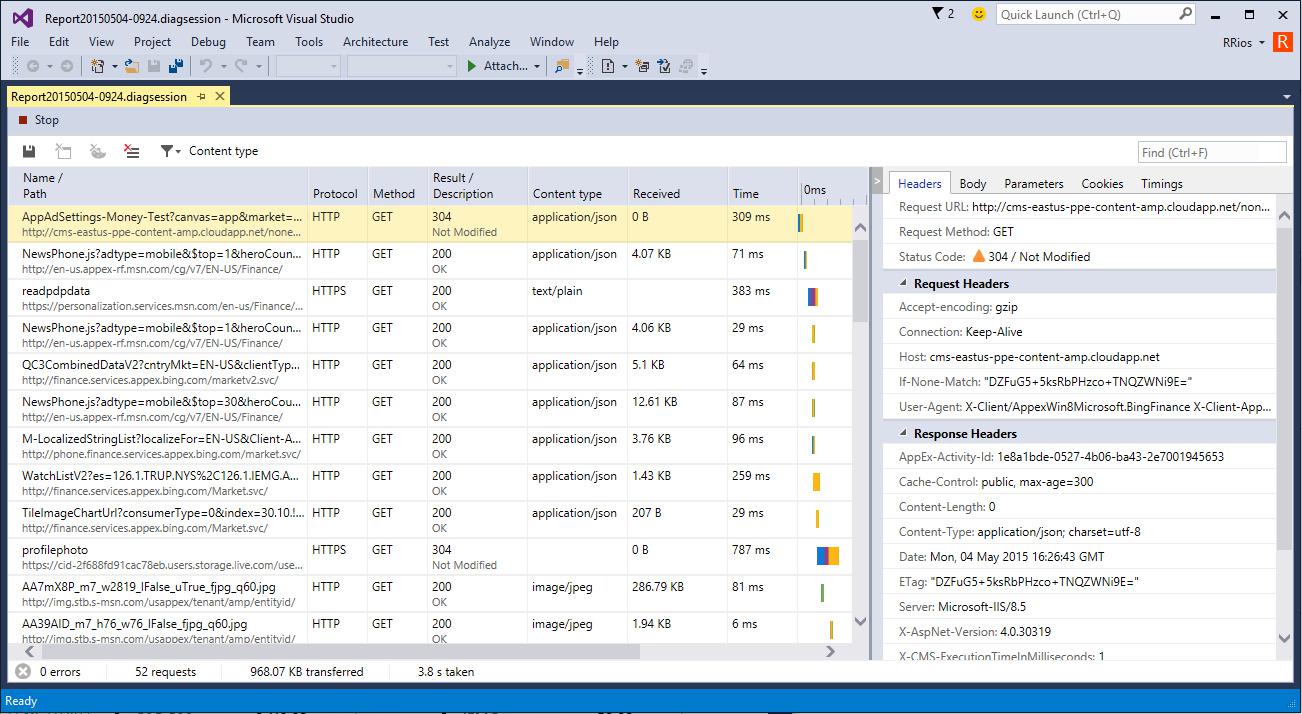 Report20150504-0924.diagsession - Microsoft Visual Studio
2
Quick Launch (Ctrl+Q)
File Edit View Project Debug Team Tools Architecture Test Analyze Window Help
RRios R
Attach...
Report20150504-0924.diagsession
Stop
Content type
Find (Ctrl+F)
Name /
Path
Protocol
Method
Result /
Description
Content type
Received
Time
0ms
AppAdSettings-Money-Test?canvas=app&market=... HTTP GET 304 application/json 0 B 309 ms
http://cms-eastus-ppe-content-amp.cloudapp.net/none... Not Modified
NewsPhone.js?adtype=mobile&$top=1&heroCoun... HTTP GET 200 application/json 4.07 KB 71 ms
http://en-us.appex-rf.msn.com/cg/v7/EN-US/Finance/ OK
readpdpdata HTTPS GET 200 text/plain 383 ms
https://personalization.services.msn.com/en-us/Finance/... OK
NewsPhone.js?adtype=mobile&$top=1&heroCoun... HTTP GET 200 application/json 4.06 KB 29 ms
http://en-us.appex-rf.msn.com/cg/v7/EN-US/Finance/ OK
QC3CombinedDataV2?cntryMkt=EN-US&clientTyp... HTTP GET 200 application/json 5.1 KB 64 ms
http://finance.services.appex.bing.com/marketv2.svc/ OK
NewsPhone.js?adtype=mobile&$top=30&heroCou... HTTP GET 200 application/json 12.61 KB 87 ms
http://en-us.appex-rf.msn.com/cg/v7/EN-US/Finance/ OK
M-LocalizedStringList?localizeFor=EN-US&Client-A... HTTP GET 200 application/json 3.76 KB 96 ms
http://phone.finance.services.appex.bing.com/market.svc/ OK
WatchListV2?es=126.1.TRUP.NYS%2C126.1.IEMG.A... HTTP GET 200 application/json 1.43 KB 259 ms
http://finance.services.appex.bing.com/Market.svc/ OK
TileImageChartUrl?consumerType=0&index=30.10.!... HTTP GET 200 application/json 207 B 29 ms
http://finance.services.appex.bing.com/Market.svc/ OK
profilephoto HTTPS GET 304 0 B 787 ms
https://cid-2f688fd91cac78eb.users.storage.live.com/use... Not Modified
AA7mX8P_m7_w2819_lFalse_uTrue_fjpg_q60.jpg HTTP GET 200 image/jpeg 286.79 KB 81 ms
http://img.stb.s-msn.com/usappex/tenant/amp/entityid/ OK
AA39AID_m7_h76_w76_lFalse_fjpg_q60.jpg HTTP GET 200 image/jpeg 1.94 KB 6 ms
http://img.stb.s-msn.com/usappex/tenant/amp/entityid/ OK
Headers Body Parameters Cookies Timings
Request URL: http://cms-eastus-ppe-content-amp.cloudapp.net/non...
Request Method: GET
Status Code: 304 / Not Modified
Request Headers
Accept-encoding: gzip
Connection: Keep-Alive
Host: cms-eastus-ppe-content-amp.cloudapp.net
If-None-Match: "DZFuG5+5ksRbPHzco+TNQZWNi9E="
User-Agent: X-Client/AppexWin8Microsoft.BingFinance X-Client-App...
Response Headers
AppEx-Activity-Id: 1e8a1bde-0527-4b06-ba43-2e7001945653
Cache-Control: public, max-age=300
Content-Length: 0
Content-Type: application/json; charset=utf-8
Date: Mon, 04 May 2015 16:26:43 GMT
ETag: "DZFuG5+5ksRbPHzco+TNQZWNi9E="
Server: Microsoft-IIS/8.5
X-AspNet-Version: 4.0.30319
X-CMS-ExecutionTimeInMilliseconds: 1
0 errors 52 requests 968.07 KB transferred 3.8 s taken
Ready